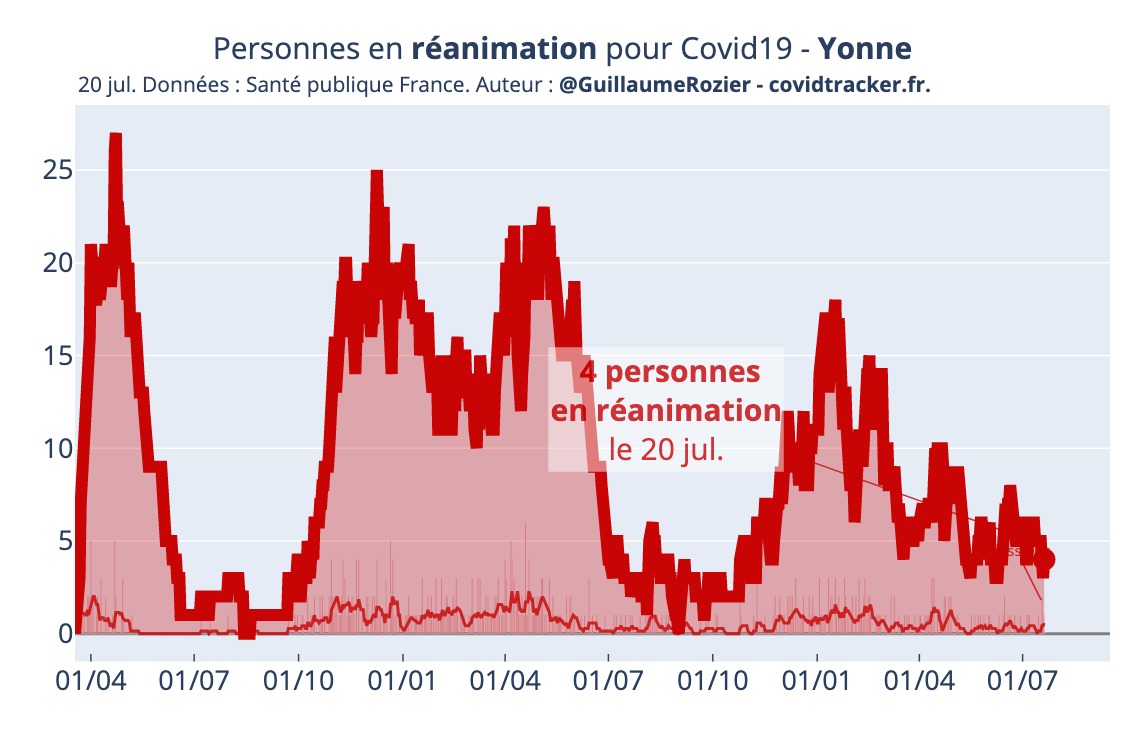 Personnes en réanimation pour Covid19 - Yonne
20 jul. Données : Santé publique France. Auteur : @GuillaumeRozier - covidtracker.fr.
25
20
15
10
5
0
4 personnes
en réanimation
le 20 jul.
01/04 01/07 01/10 01/01 01/04 01/07 01/10 01/01 01/04 01/07